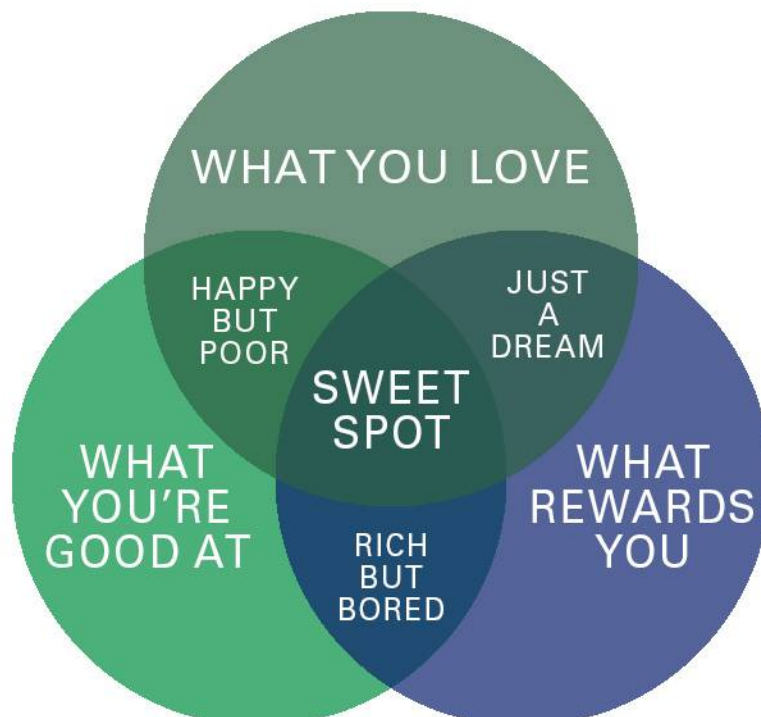 WHAT YOU LOVE
HAPPY
BUT
POOR
JUST
A
DREAM
SWEET
SPOT
WHAT
YOU'RE
GOOD AT
WHAT
REWARDS
YOU
RICH
BUT
BORED